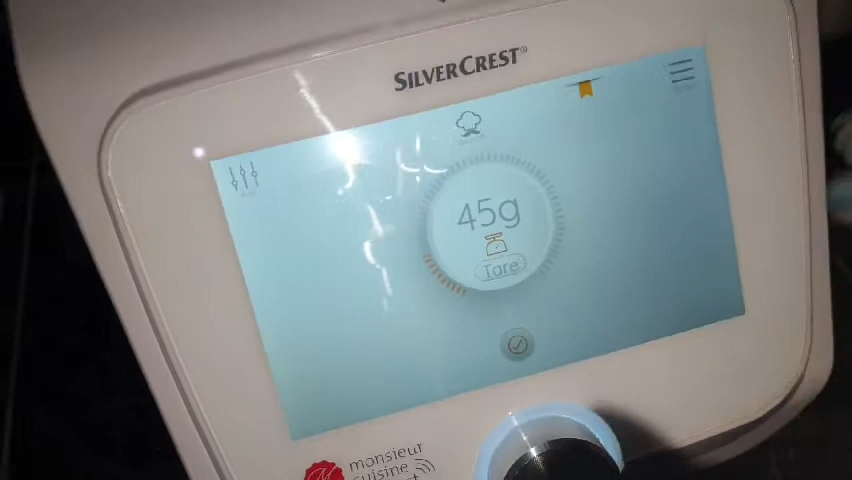 SILVERCREST®
45g
Tare
monsieur
cuisine